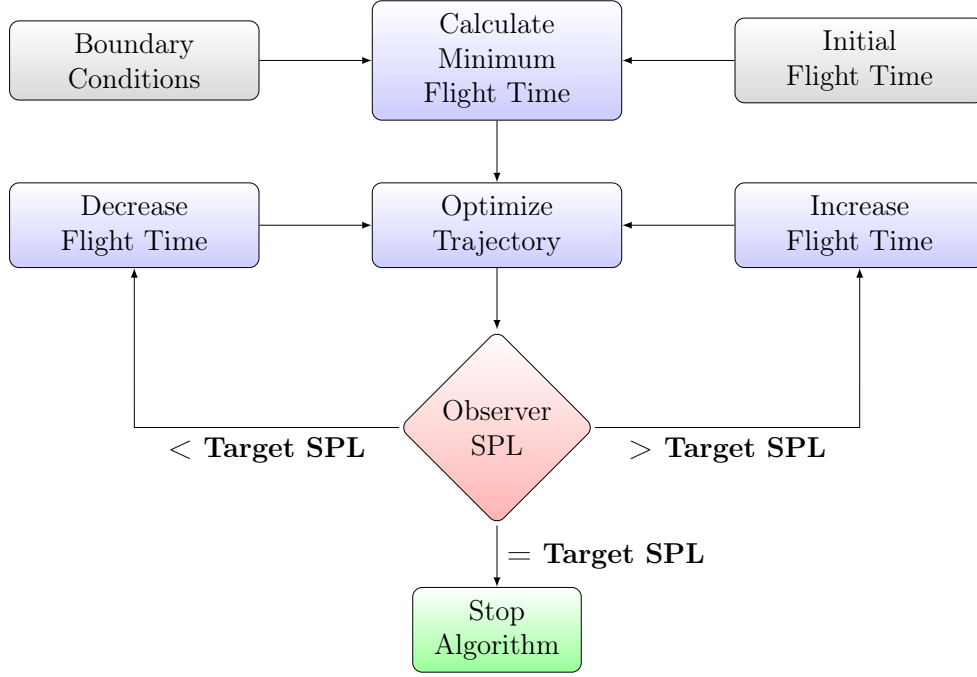 Boundary
Conditions
Calculate
Minimum
Flight Time
Initial
Flight Time
Decrease
Flight Time
Optimize
Trajectory
Increase
Flight Time
Observer
SPL
< Target SPL
> Target SPL
= Target SPL
Stop
Algorithm